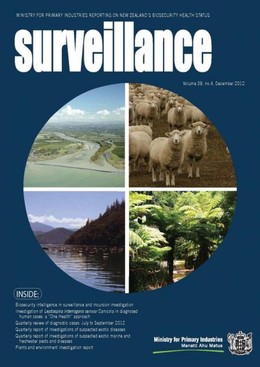 MINISTRY FOR PRIMARY INDUSTRIES REPORTING ON NEW ZEALAND'S BIOSECURITY HEALTH STATUS
surveillance
Volume 39, no.4, December 2012
INSIDE:
Biosecurity intelligence in surveillance and incursion investigation
Investigation of Leptospira interrogans serovar Canicola in diagnosed
human cases: a "One Health" approach
Quarterly review of diagnostic cases: July to September 2012
Quarterly report of investigations of suspected exotic diseases
Quarterly report of investigations of suspected exotic marine and
freshwater pests and diseases
Plants and environment investigation report
Ministry for Primary Industries
Manatū Ahu Matua